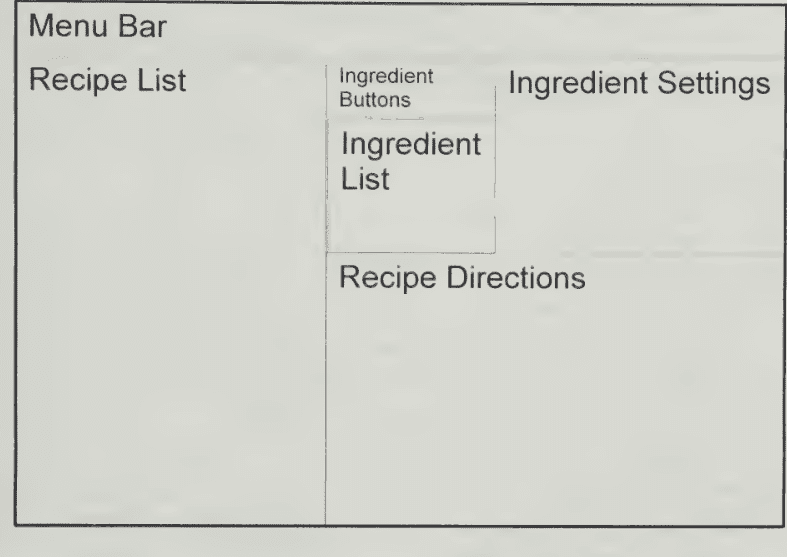 Menu Bar
Recipe List
Ingredient
Buttons
Ingredient Settings
Ingredient
List
Recipe Directions